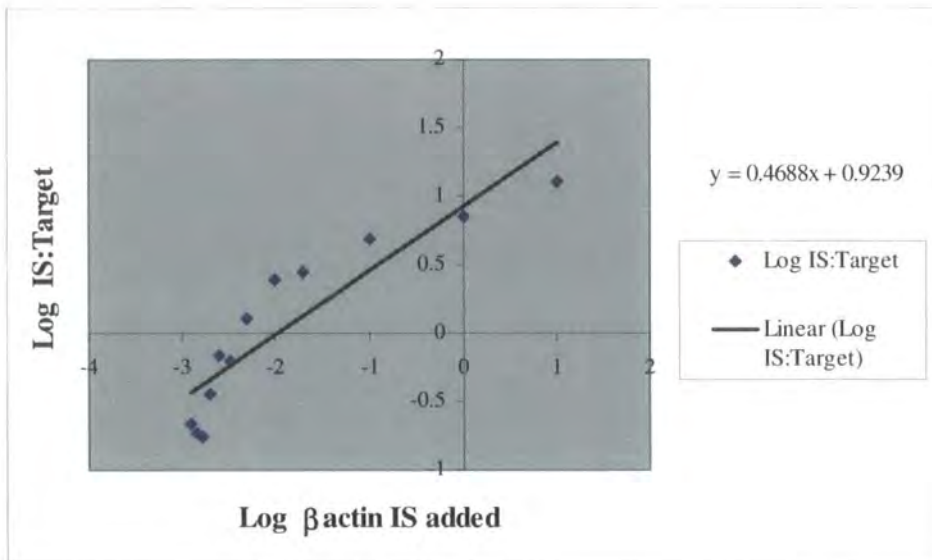 2
1.5
y = 0.4688x + 0.9239
1
Log IS:Target
Log IS:Target
0.5
Linear (Log
IS:Target)
0
-4
-3
-2
-1
0
1
2
-0.5
-1
Log β actin IS added